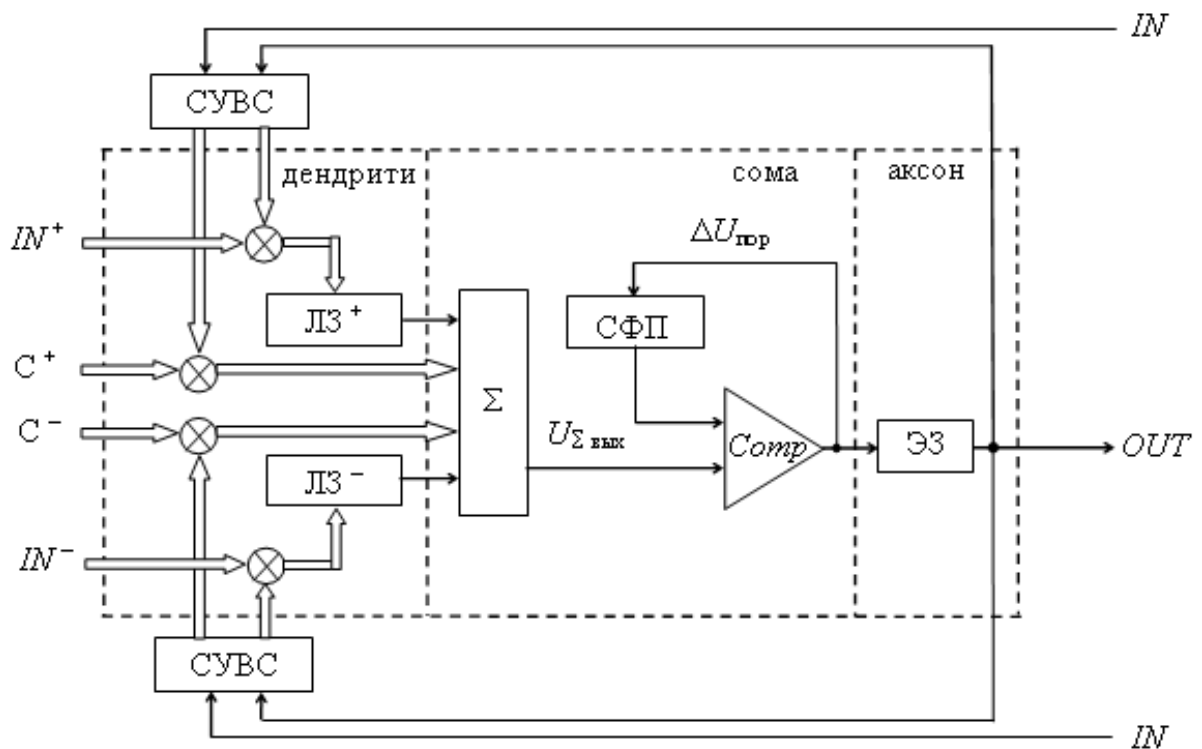 IN
СУВС
дендрити
сома
аксон
IN⁺
ΔUпор
ЛЗ⁺
СФП
C⁺
Σ
C⁻
UΣ вых
Comp
ЭЗ
OUT
ЛЗ⁻
IN⁻
СУВС
IN